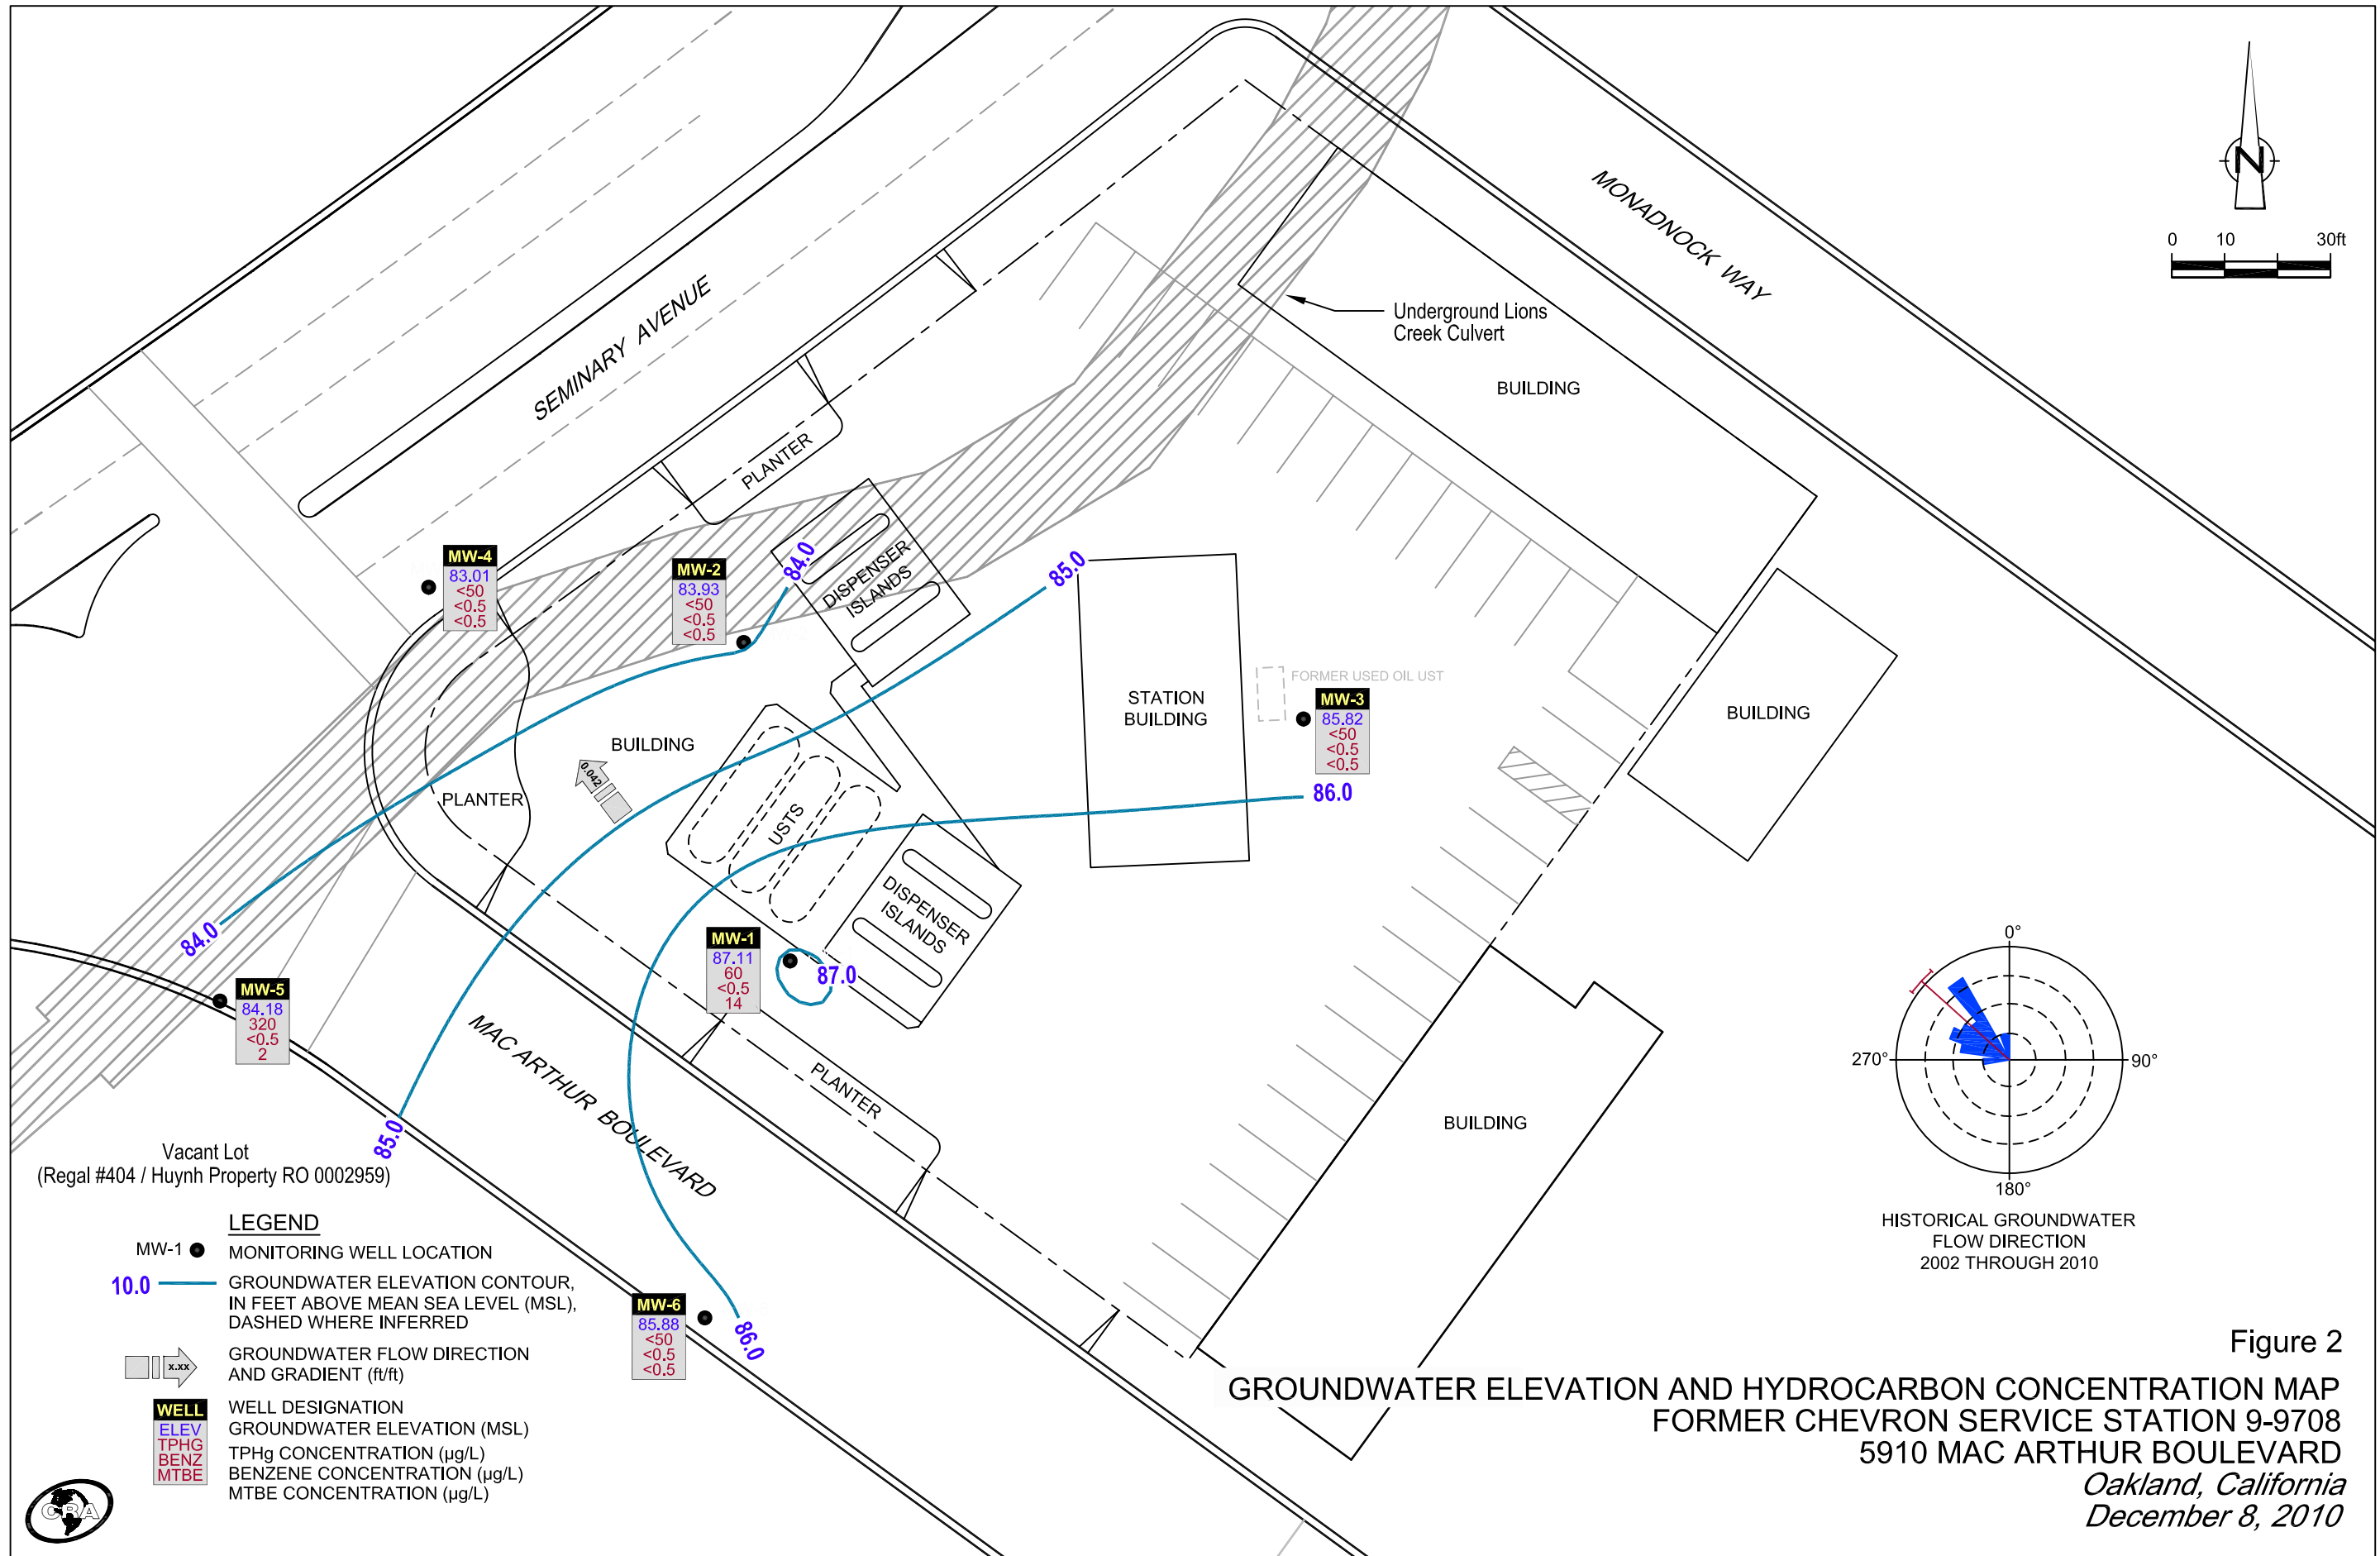 SEMINARY AVENUE
MONADNOCK WAY
N
0 10 30ft
Underground Lions
Creek Culvert
BUILDING
PLANTER
DISPENSER
ISLANDS
84.0
85.0
MW-4
83.01
<50
<0.5
<0.5
MW-2
83.93
<50
<0.5
<0.5
STATION
BUILDING
FORMER USED OIL UST
MW-3
85.82
<50
<0.5
<0.5
86.0
BUILDING
BUILDING
0.042
PLANTER
USTS
DISPENSER
ISLANDS
84.0
MW-1
87.11
60
<0.5
14
87.0
MW-5
84.18
320
<0.5
2
MAC ARTHUR BOULEVARD
PLANTER
85.0
BUILDING
0°
270°
90°
180°
HISTORICAL GROUNDWATER
FLOW DIRECTION
2002 THROUGH 2010
Vacant Lot
(Regal #404 / Huynh Property RO 0002959)
MW-6
85.88
<50
<0.5
<0.5
86.0
LEGEND
MW-1 MONITORING WELL LOCATION
10.0 GROUNDWATER ELEVATION CONTOUR,
IN FEET ABOVE MEAN SEA LEVEL (MSL),
DASHED WHERE INFERRED
x.xx GROUNDWATER FLOW DIRECTION
AND GRADIENT (ft/ft)
WELL WELL DESIGNATION
ELEV GROUNDWATER ELEVATION (MSL)
TPHG TPHg CONCENTRATION (µg/L)
BENZ BENZENE CONCENTRATION (µg/L)
MTBE MTBE CONCENTRATION (µg/L)
CRA
Figure 2
GROUNDWATER ELEVATION AND HYDROCARBON CONCENTRATION MAP
FORMER CHEVRON SERVICE STATION 9-9708
5910 MAC ARTHUR BOULEVARD
Oakland, California
December 8, 2010